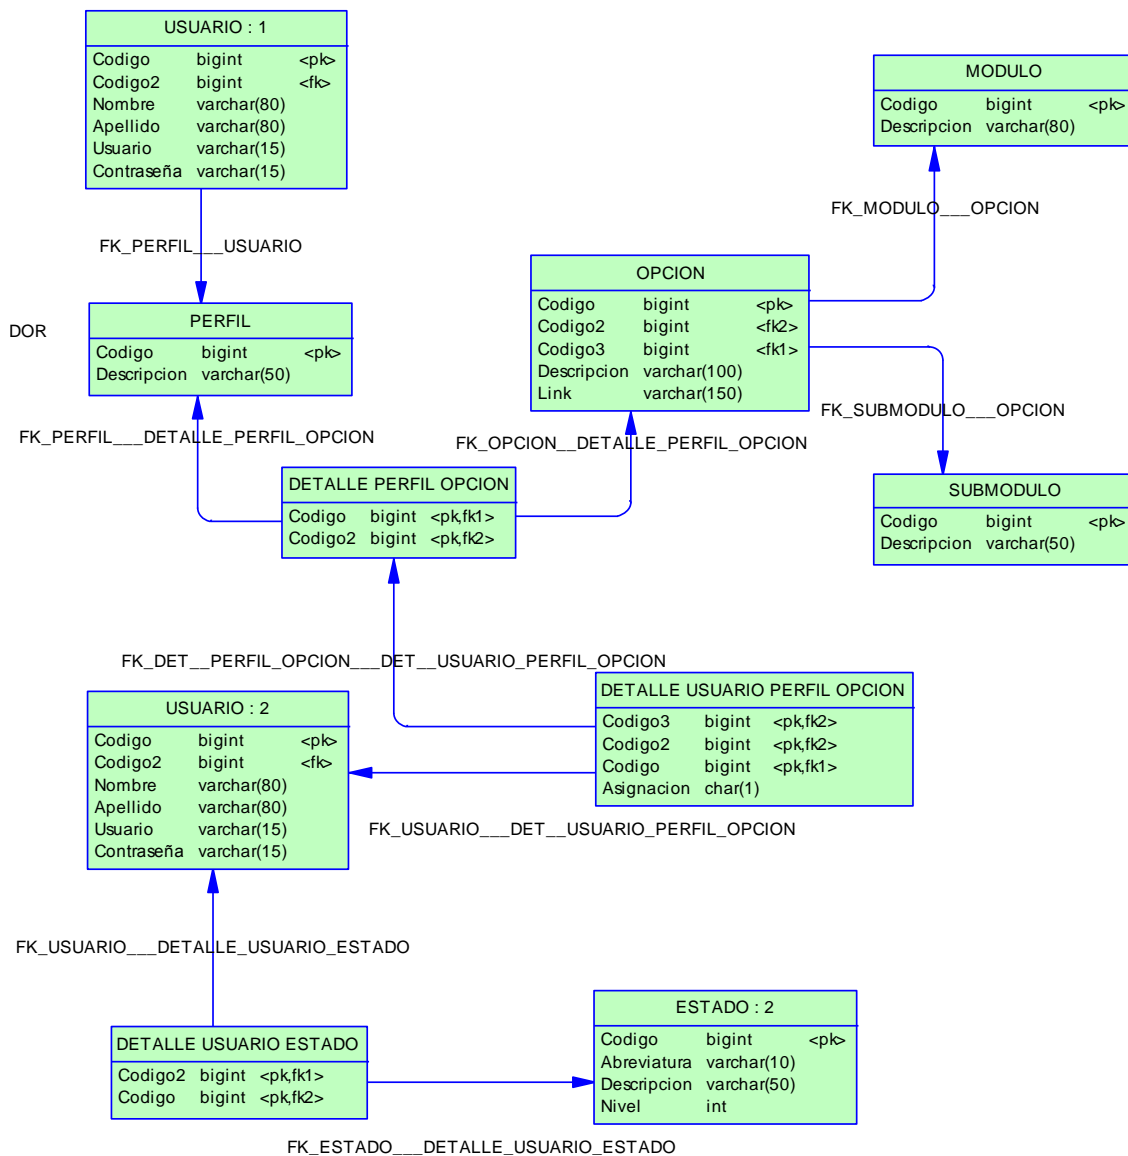 USUARIO : 1
Codigo bigint <pk>
Codigo2 bigint <fk>
Nombre varchar(80)
Apellido varchar(80)
Usuario varchar(15)
Contraseña varchar(15)
MODULO
Codigo bigint <pk>
Descripcion varchar(80)
FK_MODULO___OPCION
FK_PERFIL___USUARIO
OPCION
Codigo bigint <pk>
Codigo2 bigint <fk2>
Codigo3 bigint <fk1>
Descripcion varchar(100)
Link varchar(150)
DOR
PERFIL
Codigo bigint <pk>
Descripcion varchar(50)
FK_SUBMODULO___OPCION
FK_PERFIL___DETALLE_PERFIL_OPCION
FK_OPCION__DETALLE_PERFIL_OPCION
DETALLE PERFIL OPCION
Codigo bigint <pk,fk1>
Codigo2 bigint <pk,fk2>
SUBMODULO
Codigo bigint <pk>
Descripcion varchar(50)
FK_DET__PERFIL_OPCION___DET__USUARIO_PERFIL_OPCION
DETALLE USUARIO PERFIL OPCION
Codigo3 bigint <pk,fk2>
Codigo2 bigint <pk,fk2>
Codigo bigint <pk,fk1>
Asignacion char(1)
USUARIO : 2
Codigo bigint <pk>
Codigo2 bigint <fk>
Nombre varchar(80)
Apellido varchar(80)
Usuario varchar(15)
Contraseña varchar(15)
FK_USUARIO___DET__USUARIO_PERFIL_OPCION
FK_USUARIO___DETALLE_USUARIO_ESTADO
ESTADO : 2
Codigo bigint <pk>
Abreviatura varchar(10)
Descripcion varchar(50)
Nivel int
DETALLE USUARIO ESTADO
Codigo2 bigint <pk,fk1>
Codigo bigint <pk,fk2>
FK_ESTADO___DETALLE_USUARIO_ESTADO